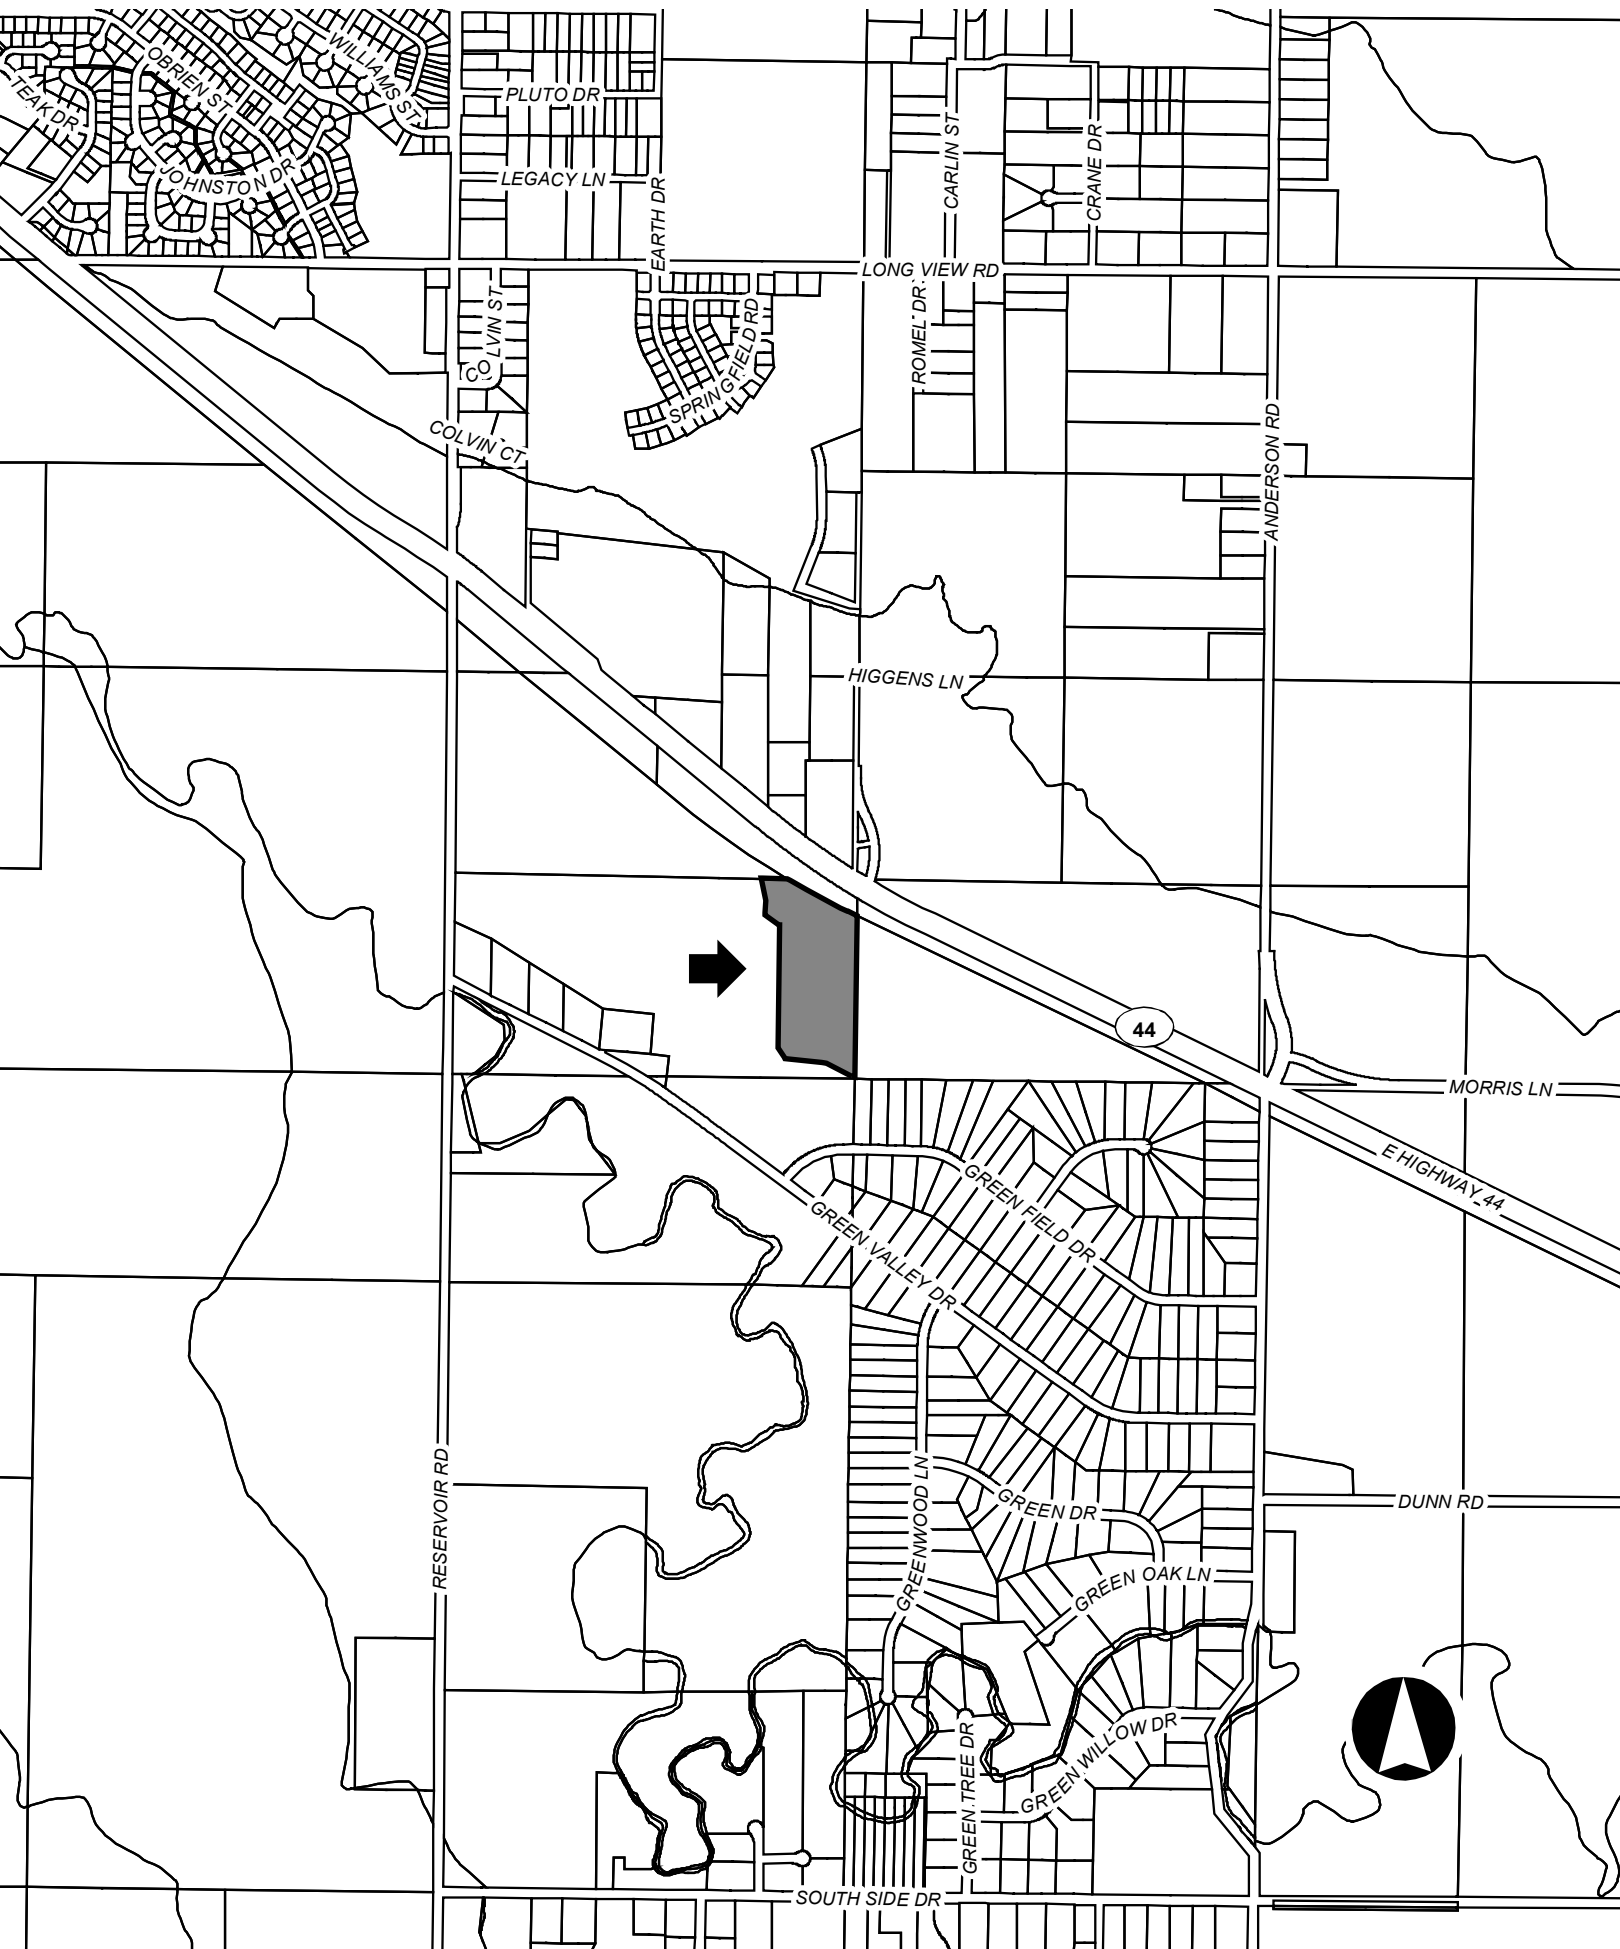 WILLIAMS ST
OBRIEN ST
TEAK DR
PLUTO DR
JOHNSTON DR
LEGACY LN
EARTH DR
CARLIN ST
CRANE DR
LONG VIEW RD
COLVIN ST
SPRINGFIELD RD
ROMEL DR
COLVIN CT
ANDERSON RD
HIGGENS LN
44
MORRIS LN
E HIGHWAY 44
GREEN FIELD DR
GREEN VALLEY DR
RESERVOIR RD
GREENWOOD LN
GREEN DR
DUNN RD
GREEN OAK LN
GREEN WILLOW DR
GREEN TREE DR
SOUTH SIDE DR